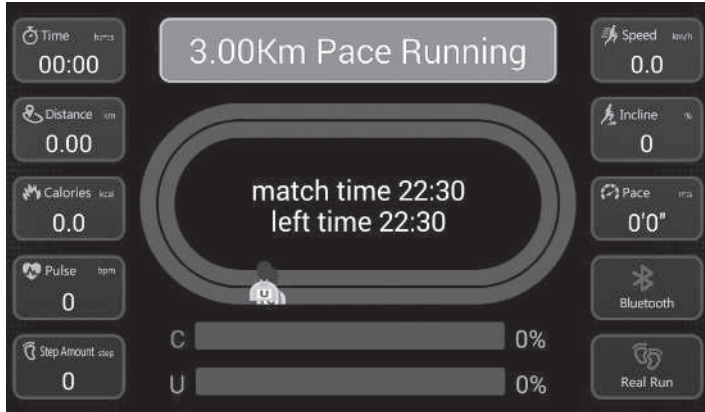 Time h:m:s
00:00
Distance km
0.00
Calories kcal
0.0
Pulse bpm
0
Step Amount step
0
3.00Km Pace Running
match time 22:30
left time 22:30
U
C 0%
U 0%
Speed km/h
0.0
Incline %
0
Pace m:s
0'0"
Bluetooth
Real Run